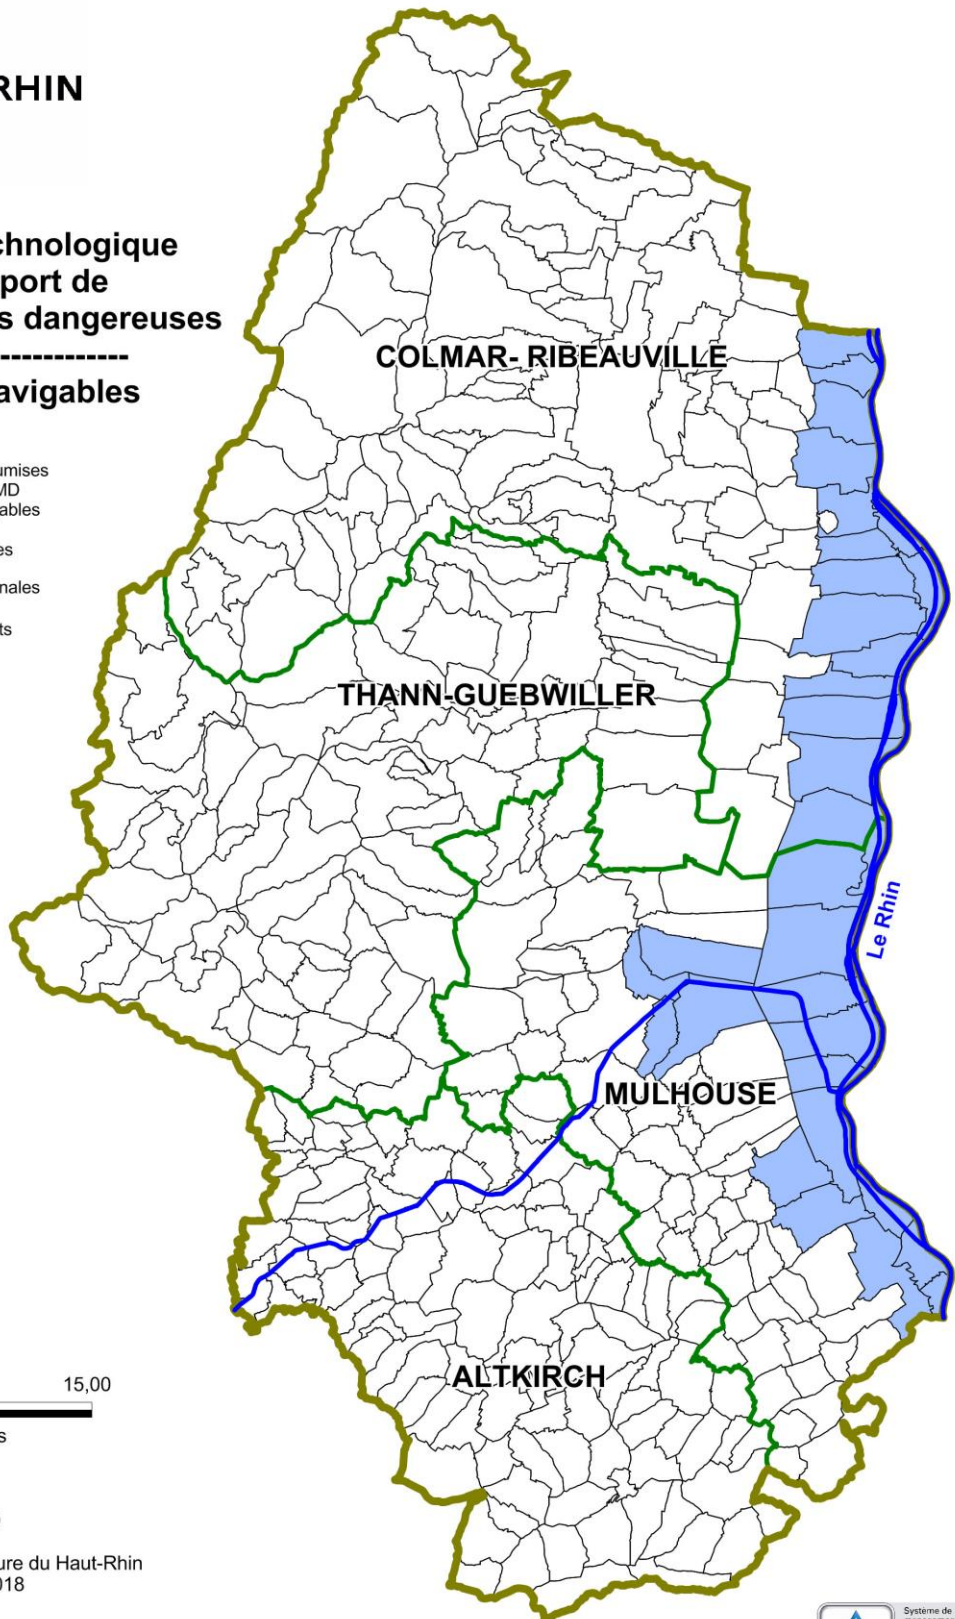 RHIN
chnologique
port de
s dangereuses
------------
avigables
umises
MD
ables
es
nales
ts
COLMAR- RIBEAUVILLE
THANN-GUEBWILLER
Le Rhin
MULHOUSE
ALTKIRCH
15,00
s
ure du Haut-Rhin
018
Système de